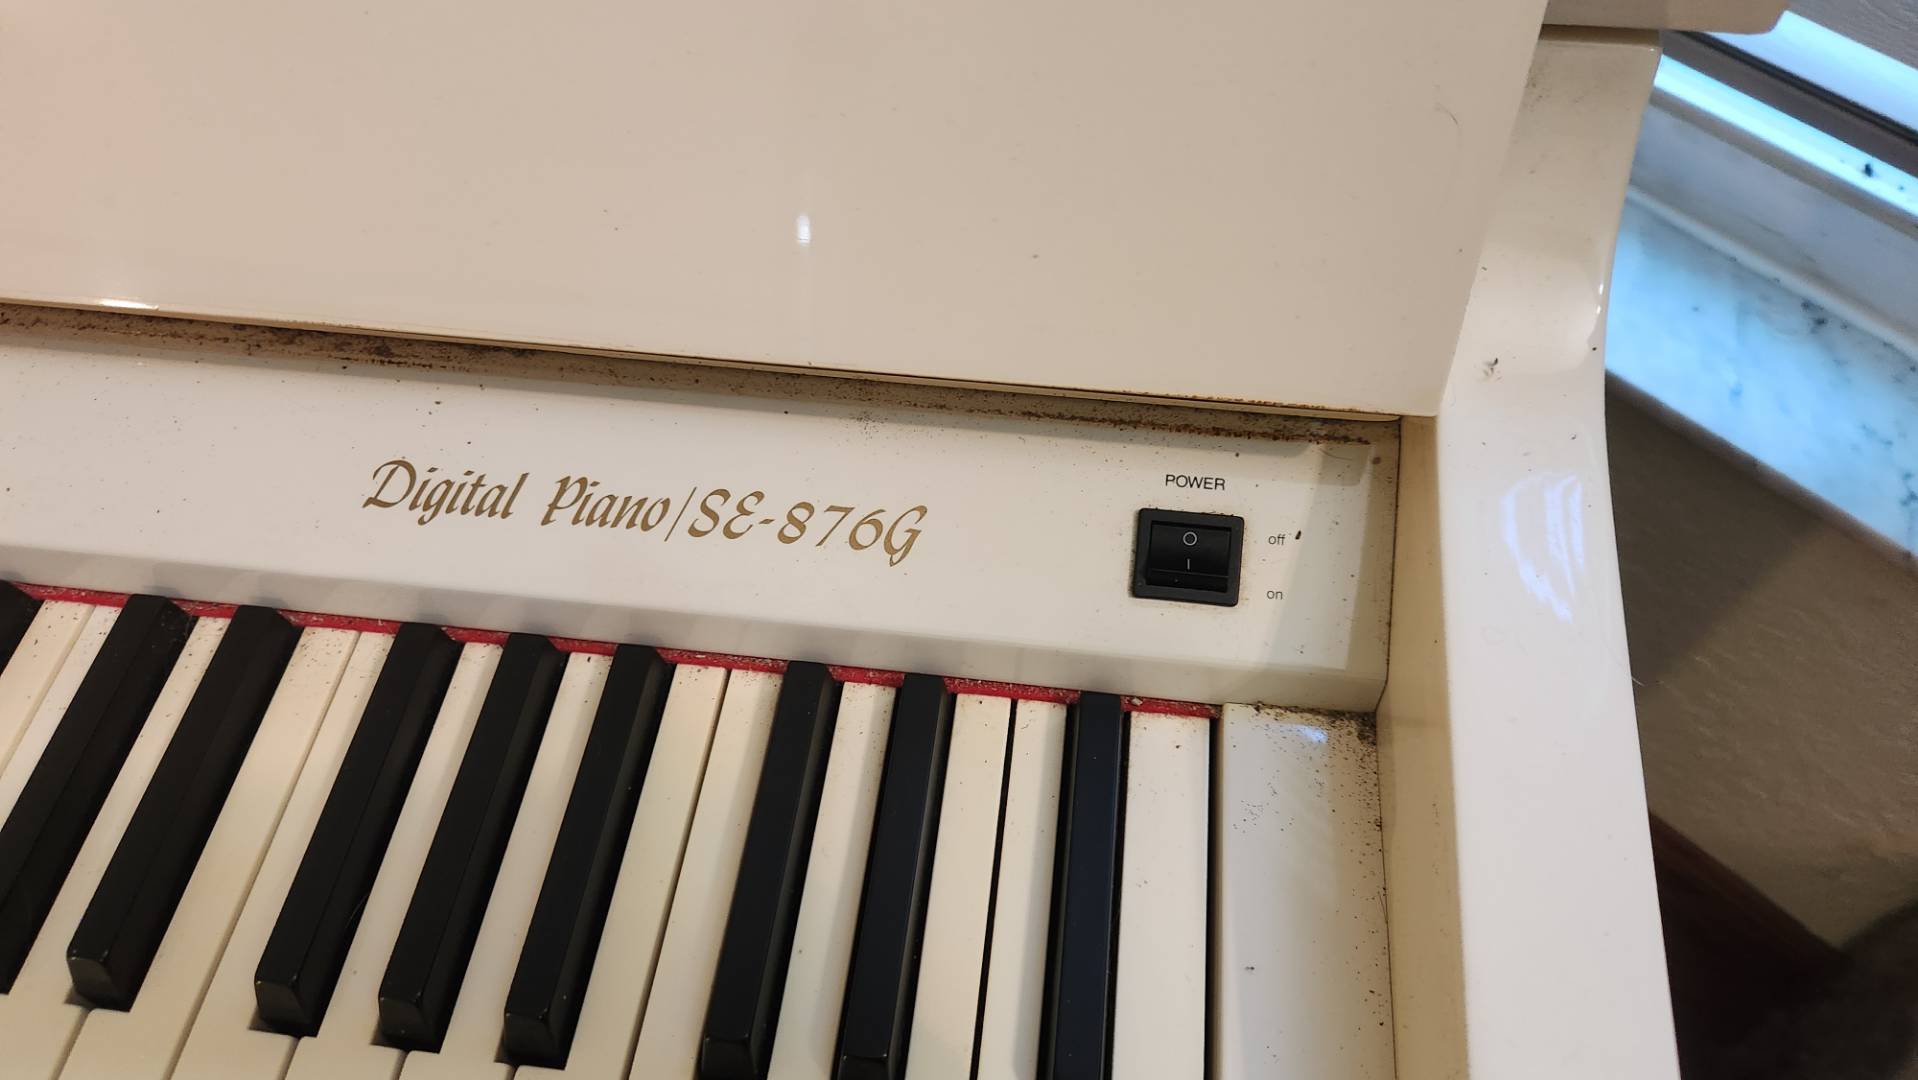 Digital Piano/SE-876G
POWER
O
off
I
on